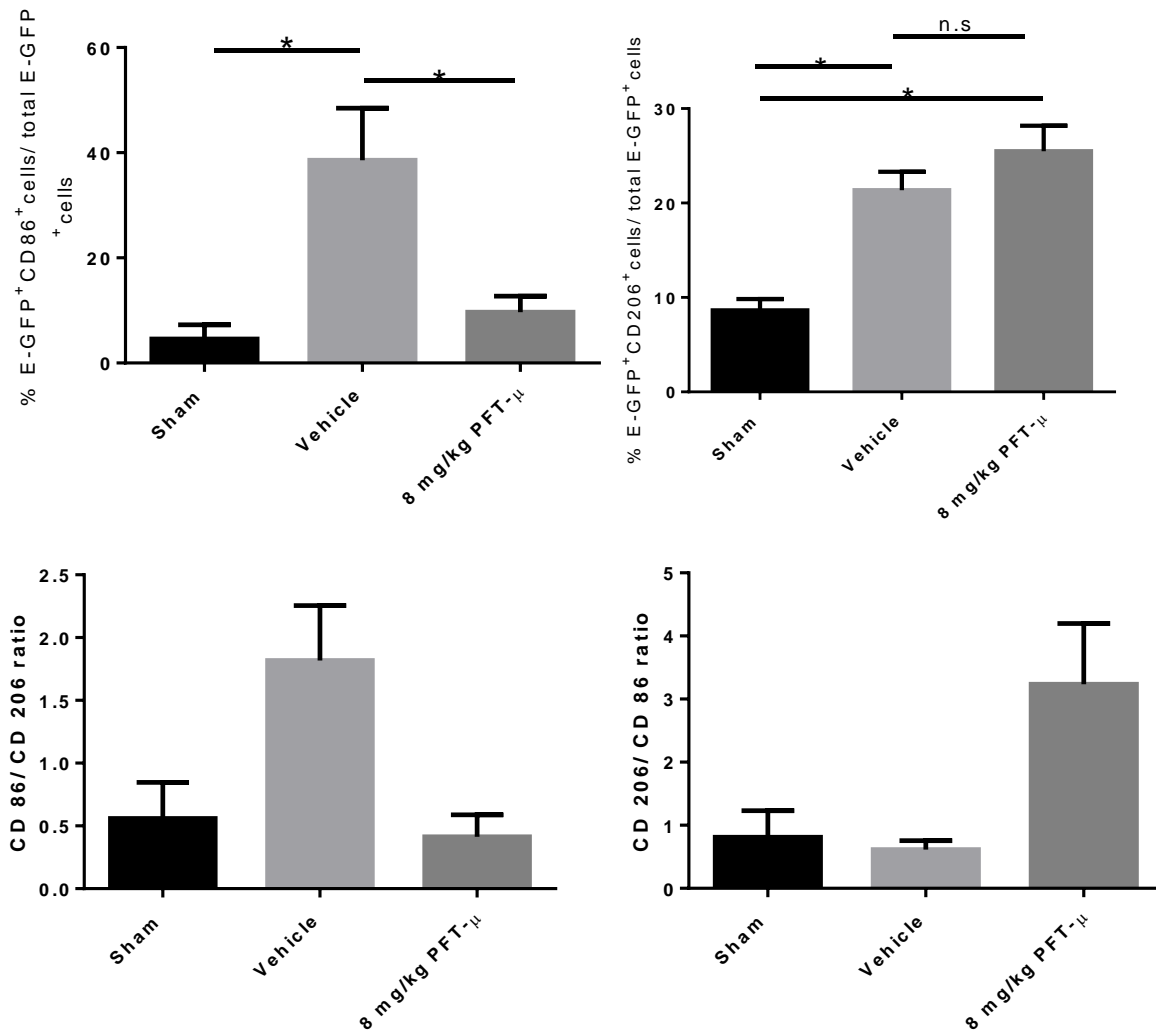 % E-GFP+CD86+cells/ total E-GFP
+cells
60
40
20
0
*
*
Sham
Vehicle
8 mg/kg PFT-μ
% E-GFP+CD206+cells/ total E-GFP+cells
30
20
10
0
n.s
*
*
Sham
Vehicle
8 mg/kg PFT-μ
CD 86/ CD 206 ratio
2.5
2.0
1.5
1.0
0.5
0.0
Sham
Vehicle
8 mg/kg PFT-μ
CD 206/ CD 86 ratio
5
4
3
2
1
0
Sham
Vehicle
8 mg/kg PFT-μ